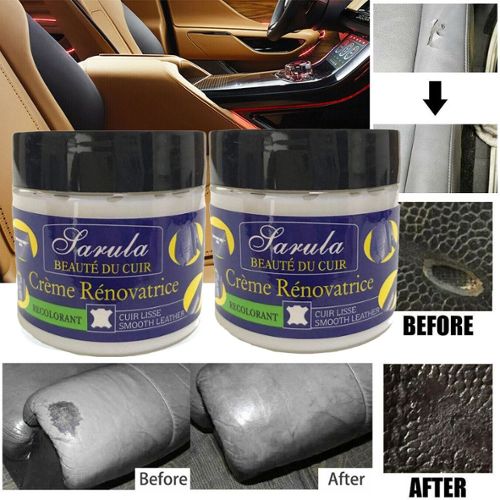 Sarula
BEAUTÉ DU CUIR
Crème Rénovatrice
RECOLORANT
CUIR LISSE
SMOOTH LEATHER
Sarula
BEAUTÉ DU CUIR
Crème Rénovatrice
RECOLORANT
CUIR LISSE
SMOOTH LEATHER
BEFORE
Before
After
AFTER